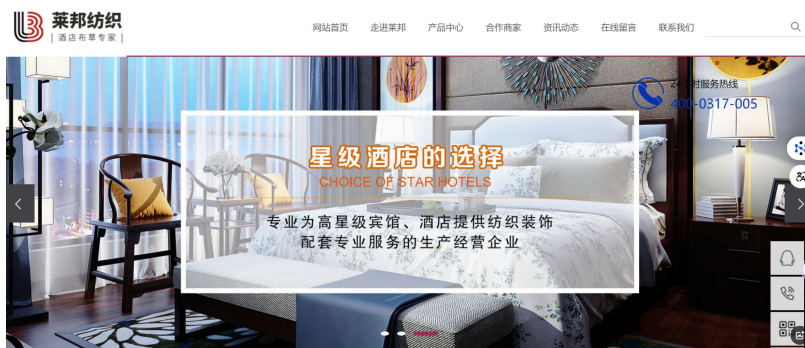 莱邦纺织
酒店布草专家
网站首页 走进莱邦 产品中心 合作商家 资讯动态 在线留言 联系我们
24小时服务热线
400-0317-005
星级酒店的选择
CHOICE OF STAR HOTELS
专业为高星级宾馆、酒店提供纺织装饰
配套专业服务的生产经营企业